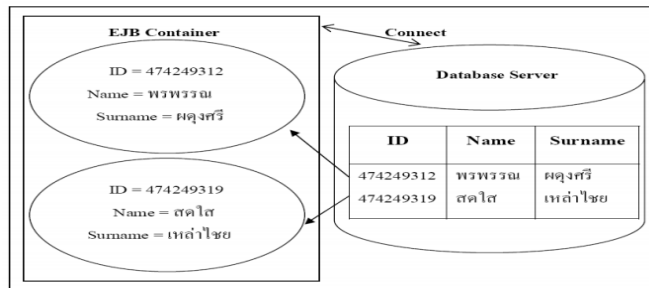 EJB Container
ID = 474249312
Name = พรพรรณ
Surname = ผดุงศรี
ID = 474249319
Name = สดใส
Surname = เหล่าไชย
Connect
Database Server
ID Name Surname
474249312 พรพรรณ ผดุงศรี
474249319 สดใส เหล่าไชย